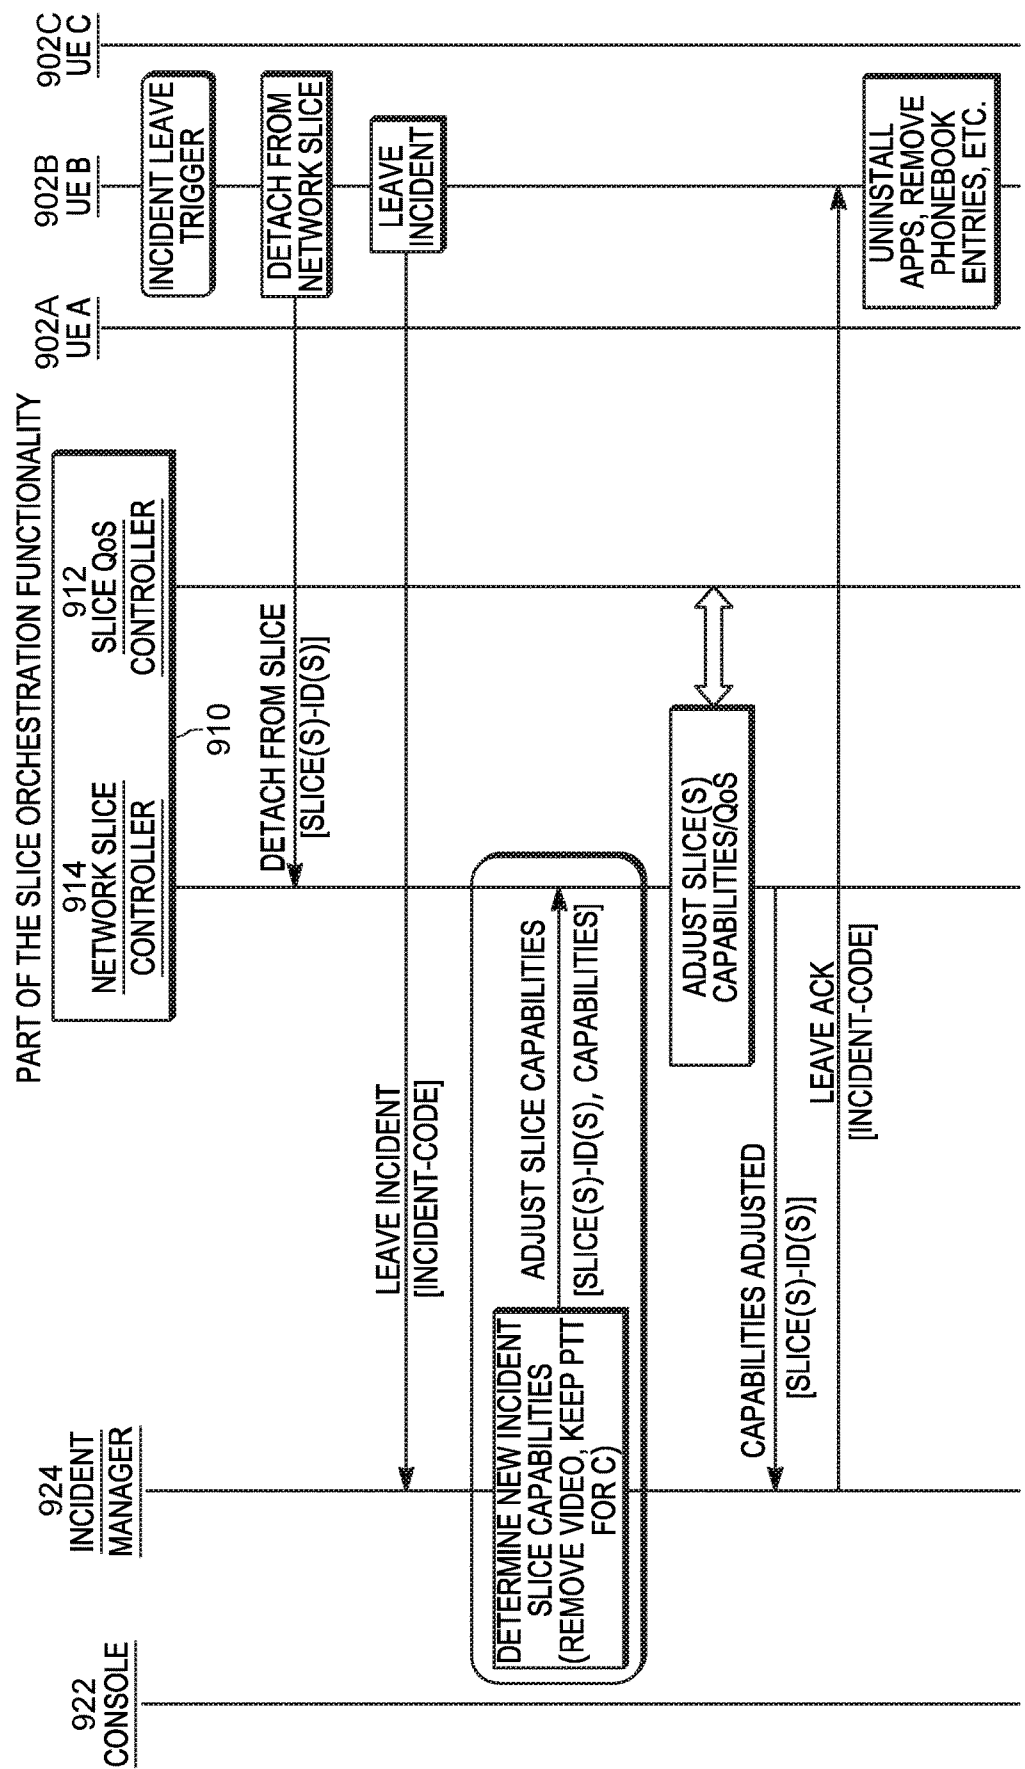 PART OF THE SLICE ORCHESTRATION FUNCTIONALITY
922
CONSOLE
924
INCIDENT
MANAGER
914
NETWORK SLICE
CONTROLLER
912
SLICE QoS
CONTROLLER
910
902A
UE A
902B
UE B
902C
UE C
INCIDENT LEAVE
TRIGGER
DETACH FROM
NETWORK SLICE
DETACH FROM SLICE
[SLICE(S)-ID(S)]
LEAVE
INCIDENT
LEAVE INCIDENT
[INCIDENT-CODE]
DETERMINE NEW INCIDENT
SLICE CAPABILITIES
(REMOVE VIDEO, KEEP PTT
FOR C)
ADJUST SLICE CAPABILITIES
[SLICE(S)-ID(S), CAPABILITIES]
ADJUST SLICE(S)
CAPABILITIES/QoS
CAPABILITIES ADJUSTED
[SLICE(S)-ID(S)]
LEAVE ACK
[INCIDENT-CODE]
UNINSTALL
APPS, REMOVE
PHONEBOOK
ENTRIES, ETC.